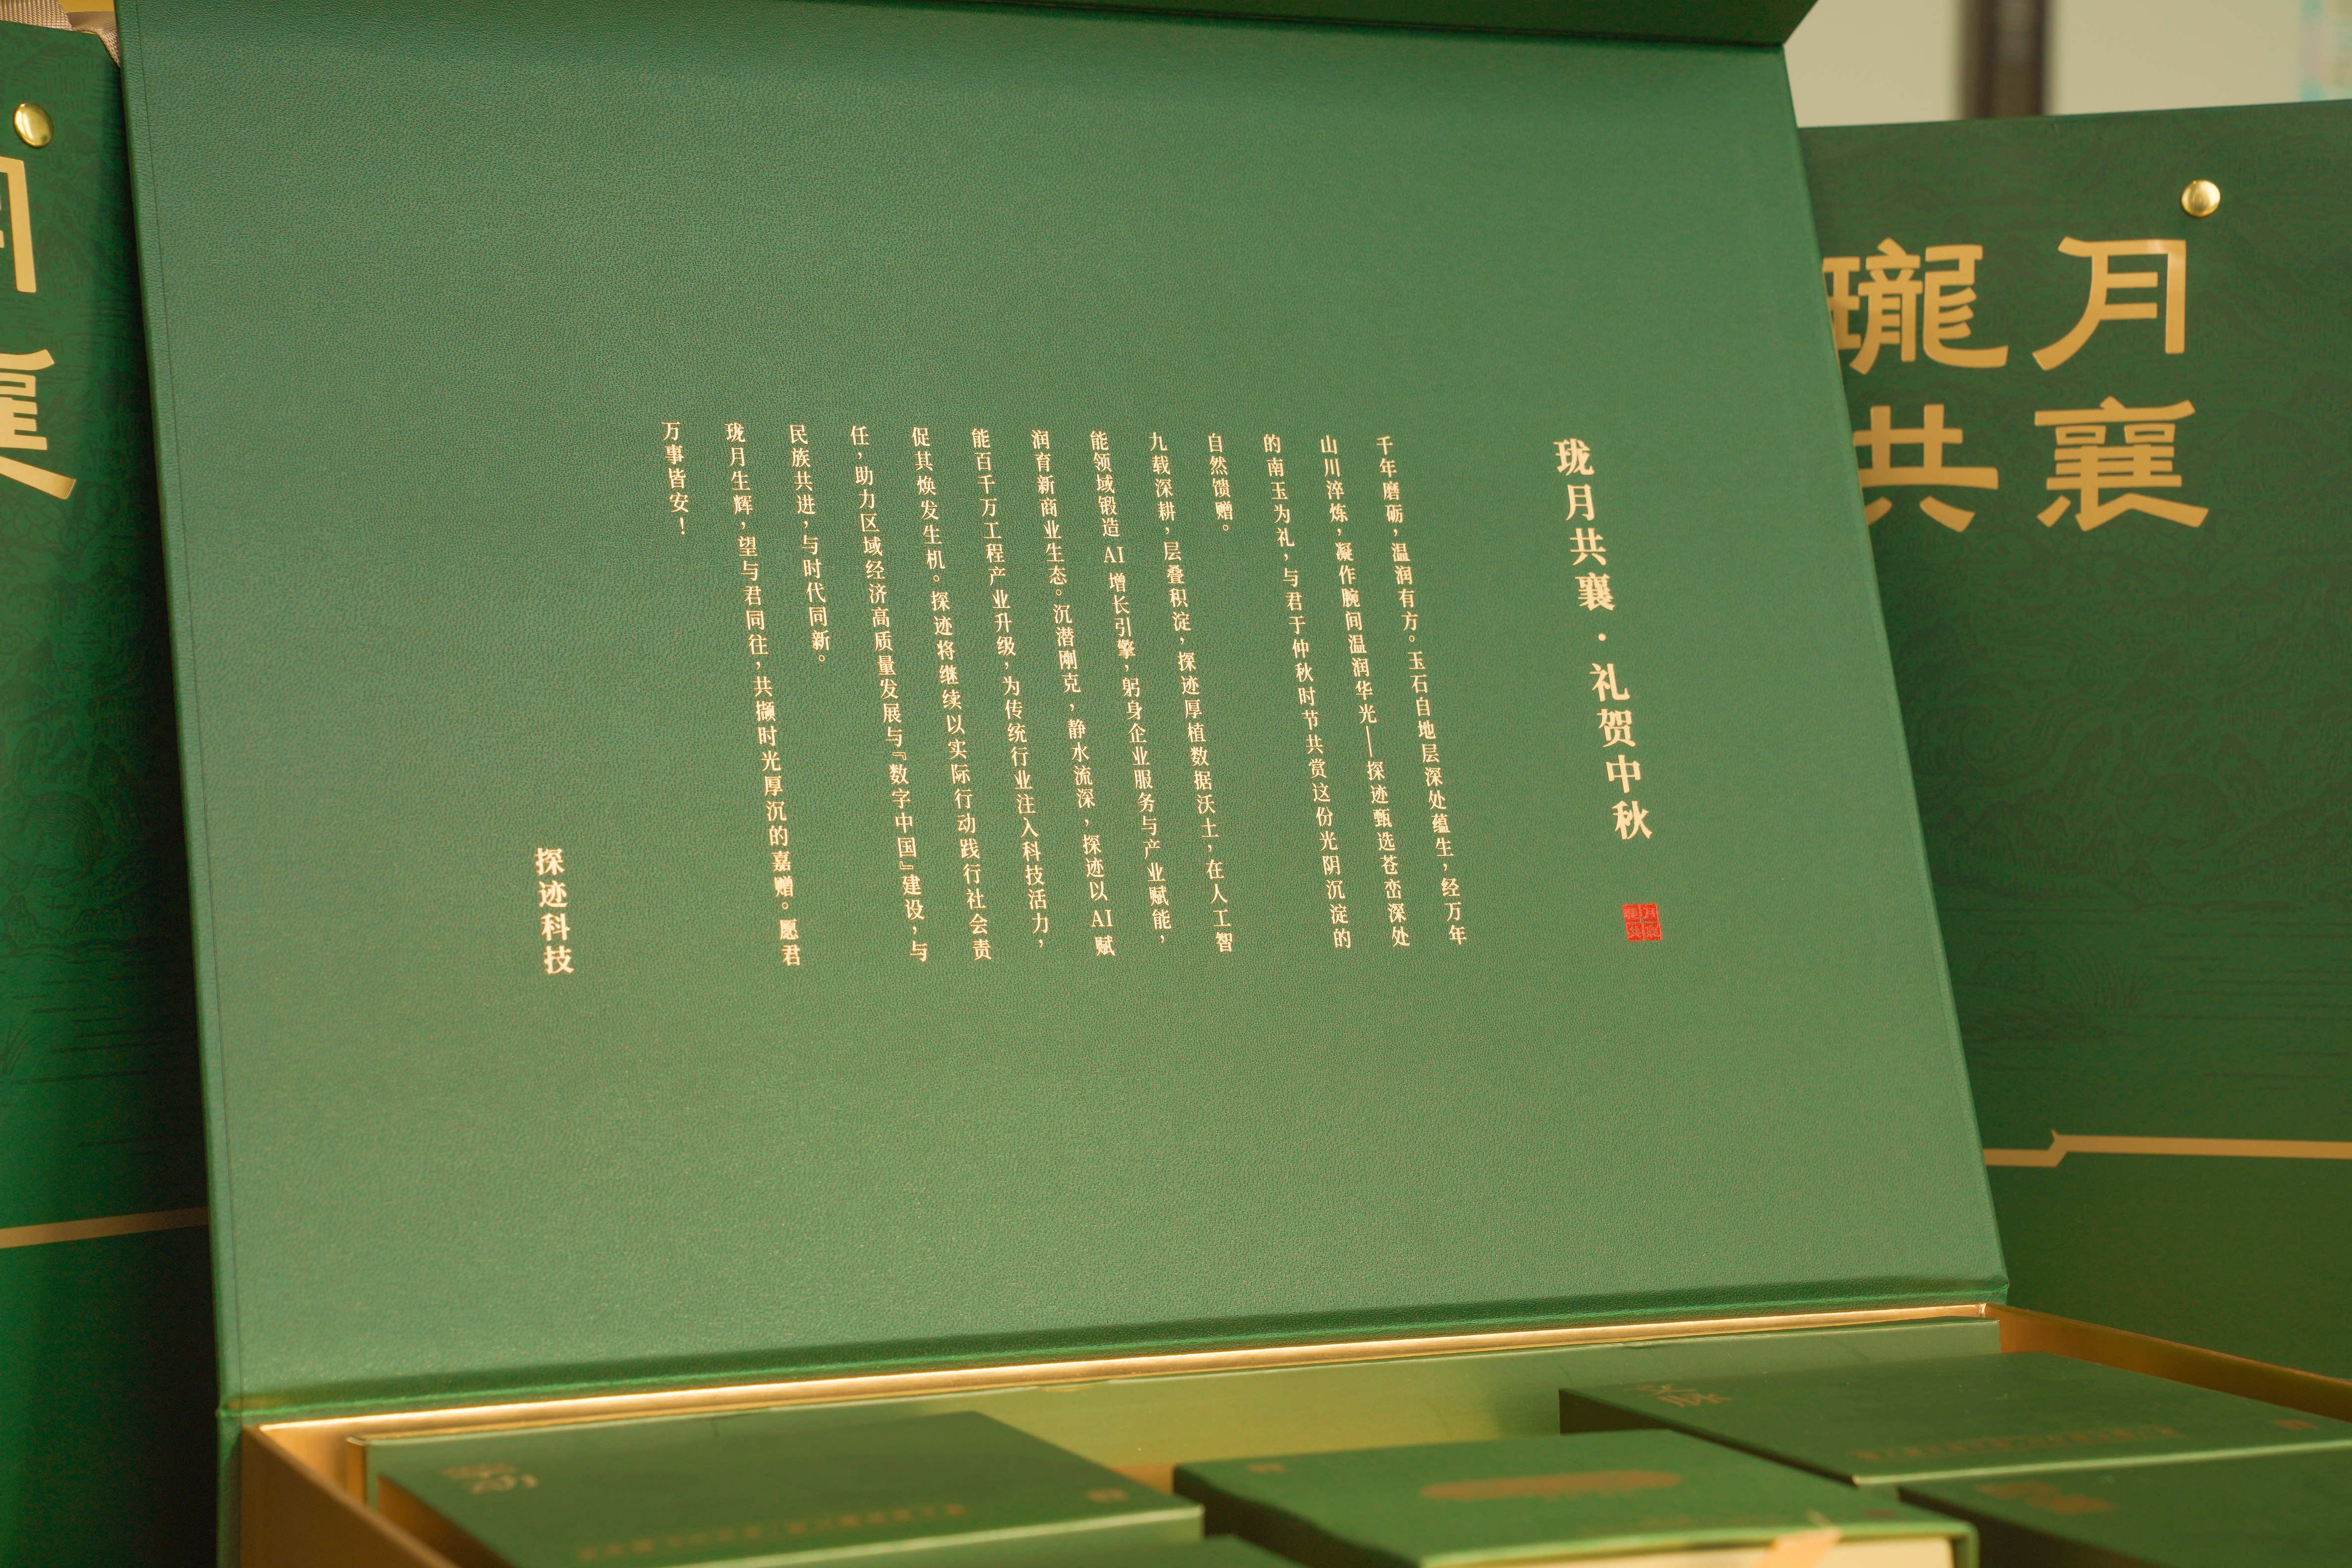 珑月共襄·礼贺中秋
千年磨砺，温润有方。玉石自地层深处蕴生，经万年
山川淬炼，凝作腕间温润华光——探迹甄选苍峦深处
的南玉为礼，与君于仲秋时节共赏这份光阴沉淀的
自然馈赠。
九载深耕，层叠积淀，探迹厚植数据沃土，在人工智
能领域锻造 AI 增长引擎，躬身企业服务与产业赋能，
润育新商业生态。沉潜刚克，静水流深，探迹以 AI 赋
能百千万工程产业升级，为传统行业注入科技活力，
促其焕发生机。探迹将继续以实际行动践行社会责
任，助力区域经济高质量发展与『数字中国』建设，与
民族共进，与时代同新。
珑月生辉，望与君同往，共撷时光厚沉的嘉赠。愿君
万事皆安！
探迹科技
月襄
瓏共